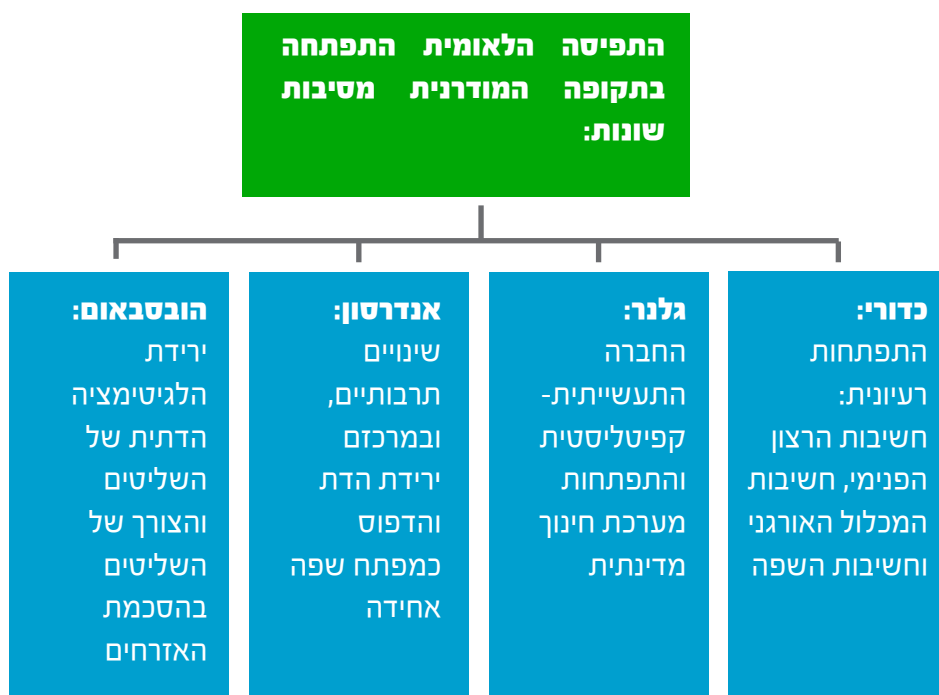 התפיסה הלאומית התפתחה
בתקופה המודרנית מסיבות
שונות:
כדורי:
התפתחות
רעיונית:
חשיבות הרצון
הפנימי, חשיבות
המכלול האורגני
וחשיבות השפה
גלנר:
החברה
התעשייתית-
קפיטליסטית
והתפתחות
מערכת חינוך
מדינתית
אנדרסון:
שינויים
תרבותיים,
ובמרכזם
ירידת הדת
והדפוס
כמפתח שפה
אחידה
הובסבאום:
ירידת
הלגיטימציה
הדתית של
השליטים
והצורך של
השליטים
בהסכמת
האזרחים